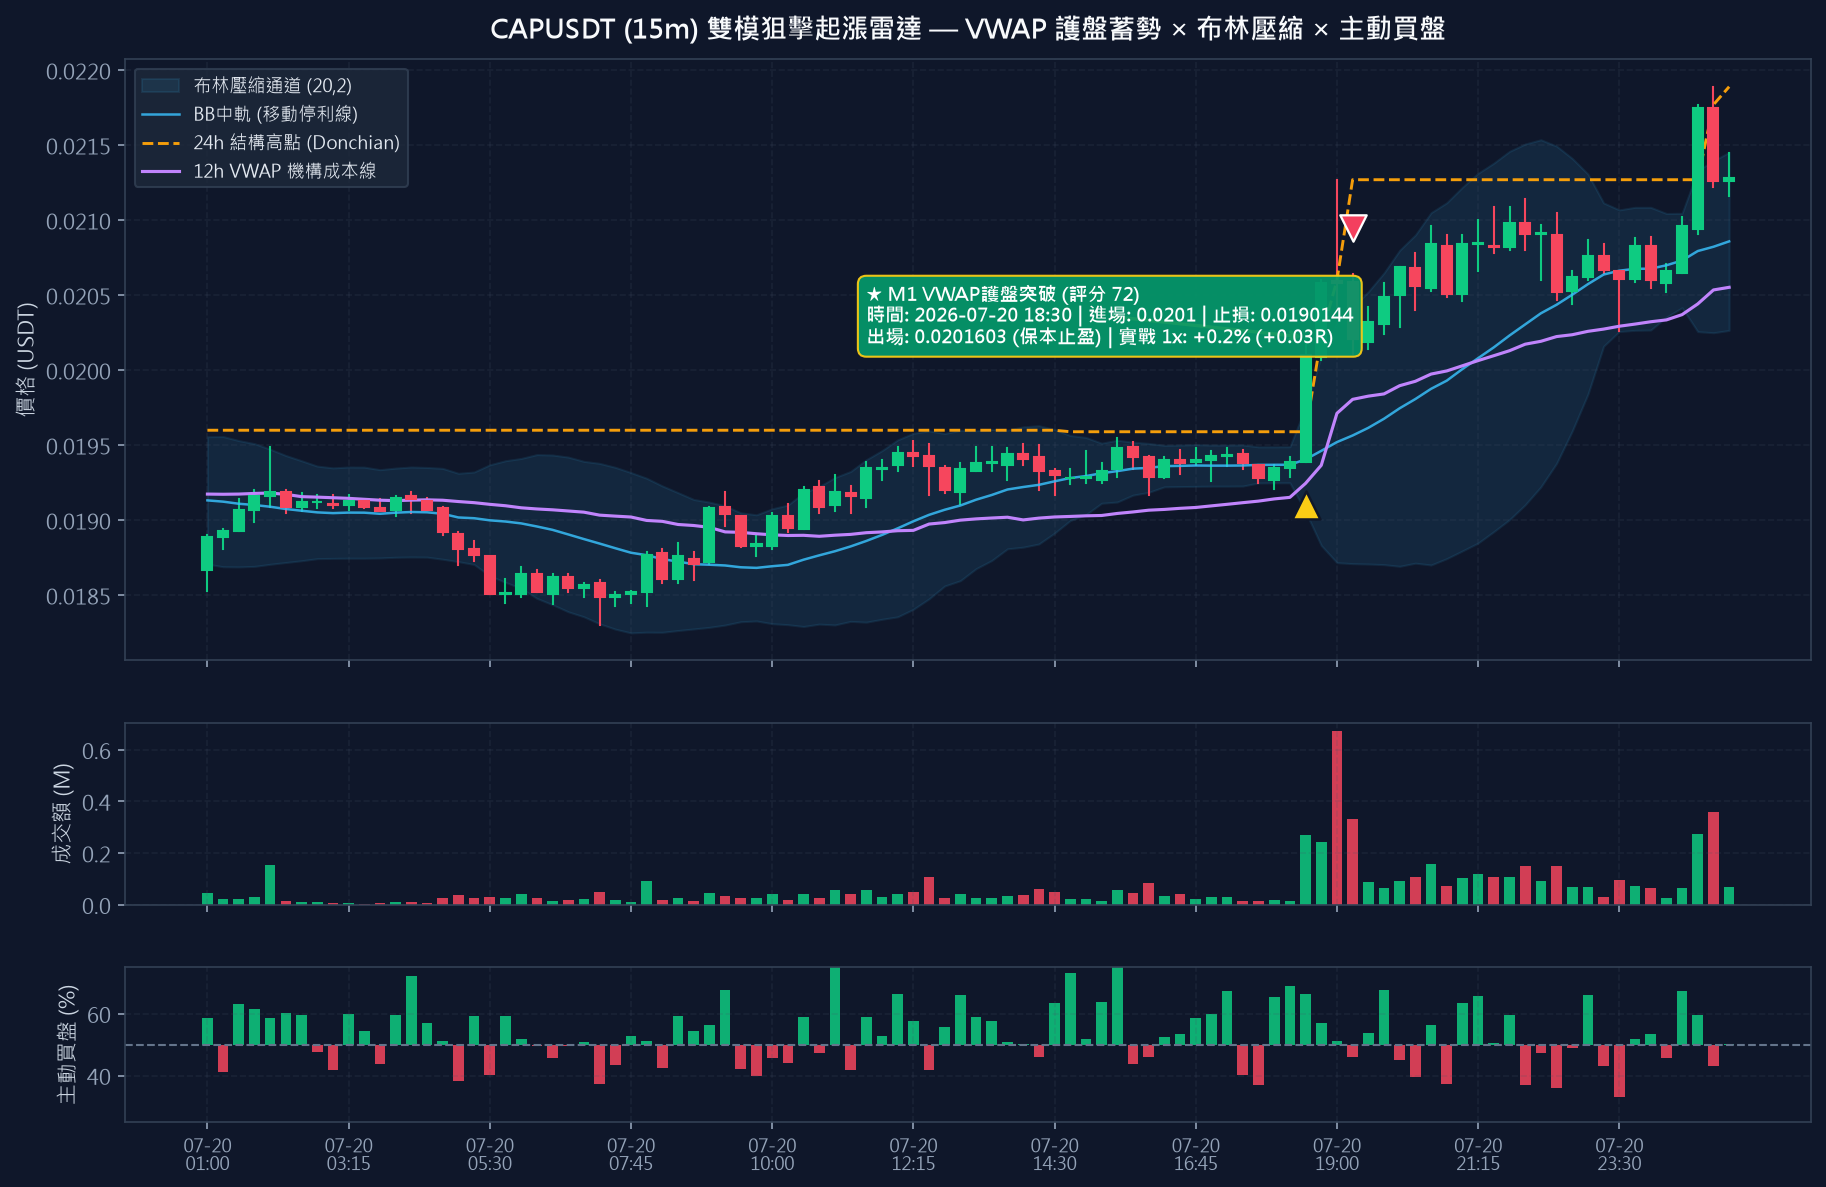 CAPUSDT (15m) 雙模狙擊起漲雷達 — VWAP 護盤蓄勢 × 布林壓縮 × 主動買盤
布林壓縮通道 (20,2)
BB中軌 (移動停利線)
24h 結構高點 (Donchian)
12h VWAP 機構成本線
價格 (USDT)
0.0220
0.0215
0.0210
0.0205
0.0200
0.0195
0.0190
0.0185
★ M1 VWAP護盤突破 (評分 72)
時間: 2026-07-20 18:30 | 進場: 0.0201 | 止損: 0.0190144
出場: 0.0201603 (保本止盈) | 實戰 1x: +0.2% (+0.03R)
成交額 (M)
0.6
0.4
0.2
0.0
主動買盤 (%)
60
40
07-20 01:00
07-20 03:15
07-20 05:30
07-20 07:45
07-20 10:00
07-20 12:15
07-20 14:30
07-20 16:45
07-20 19:00
07-20 21:15
07-20 23:30